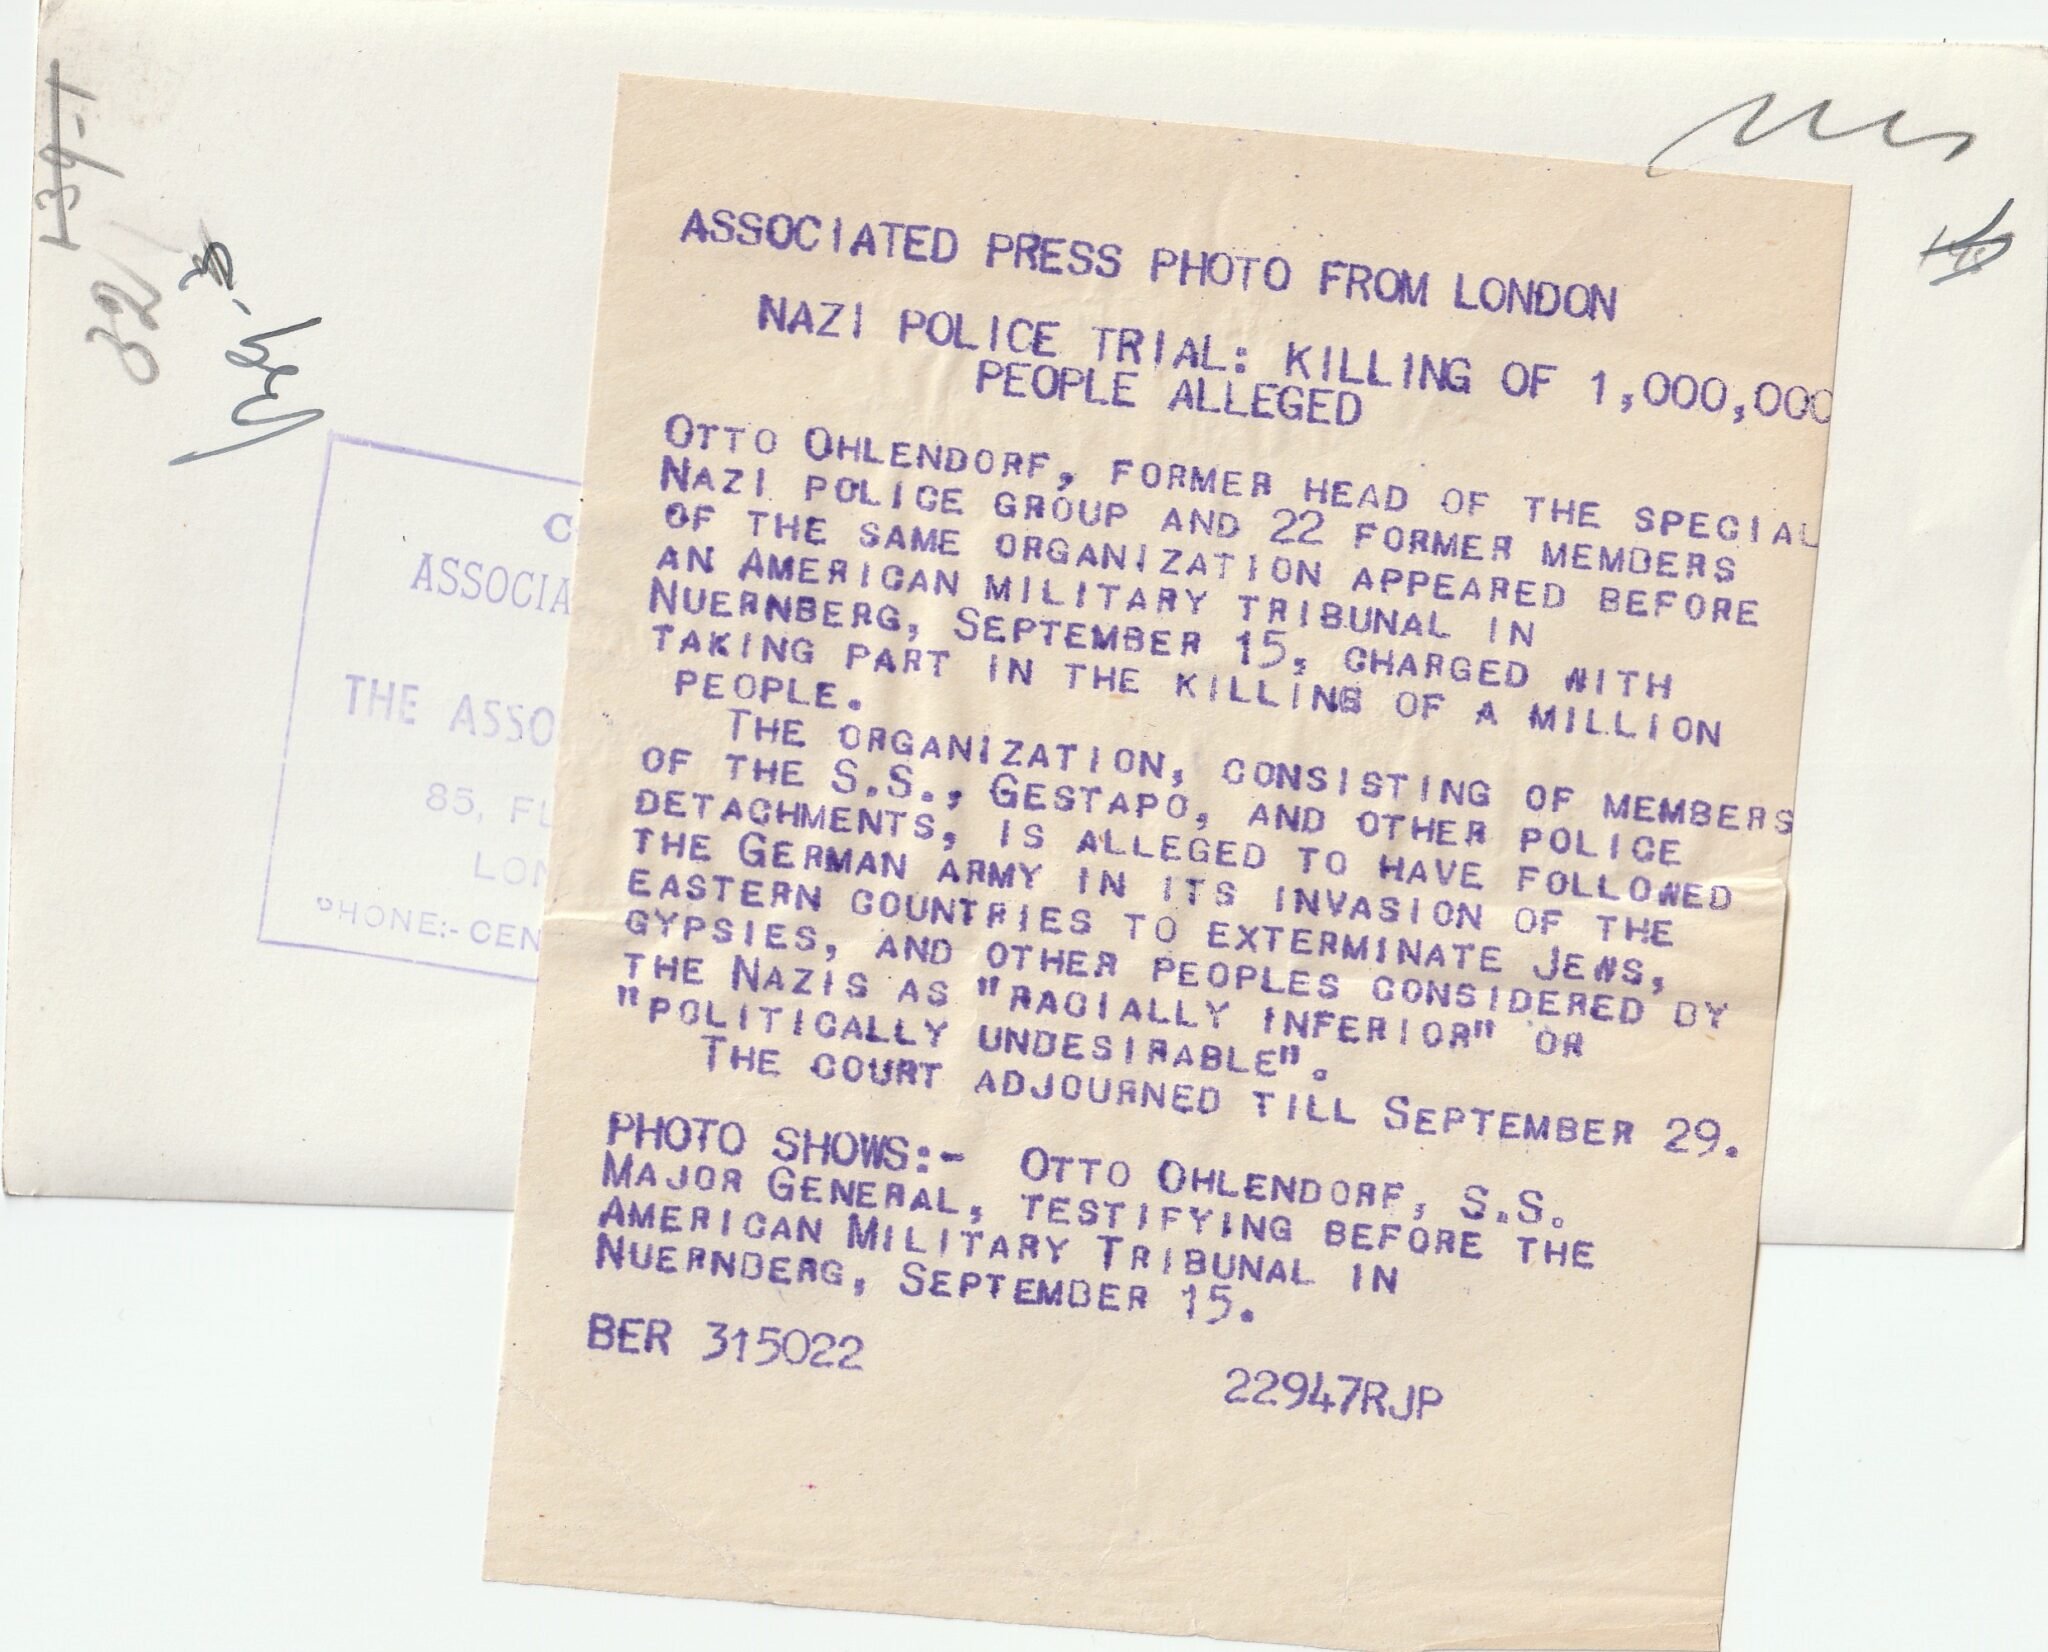 ASSOCIATED PRESS PHOTO FROM LONDON
NAZI POLICE TRIAL: KILLING OF 1,000,000
PEOPLE ALLEGED
OTTO OHLENDORF, FORMER HEAD OF THE SPECIAL
NAZI POLICE GROUP AND 22 FORMER MEMBERS
OF THE SAME ORGANIZATION APPEARED BEFORE
AN AMERICAN MILITARY TRIBUNAL IN
NUERNBERG, SEPTEMBER 15, CHARGED WITH
TAKING PART IN THE KILLING OF A MILLION
PEOPLE.
THE ORGANIZATION, CONSISTING OF MEMBERS
OF THE S.S., GESTAPO, AND OTHER POLICE
DETACHMENTS, IS ALLEGED TO HAVE FOLLOWED
THE GERMAN ARMY IN ITS INVASION OF THE
EASTERN COUNTRIES TO EXTERMINATE JEWS,
GYPSIES, AND OTHER PEOPLES CONSIDERED BY
THE NAZIS AS "RACIALLY INFERIOR" OR
"POLITICALLY UNDESIRABLE".
THE COURT ADJOURNED TILL SEPTEMBER 29.
PHOTO SHOWS:- OTTO OHLENDORF, S.S.
MAJOR GENERAL, TESTIFYING BEFORE THE
AMERICAN MILITARY TRIBUNAL IN
NUERNBERG, SEPTEMBER 15.
BER 315022
22947RJP
ASSOCIA
THE ASSO
85, FL
LON
PHONE:- CEN
321